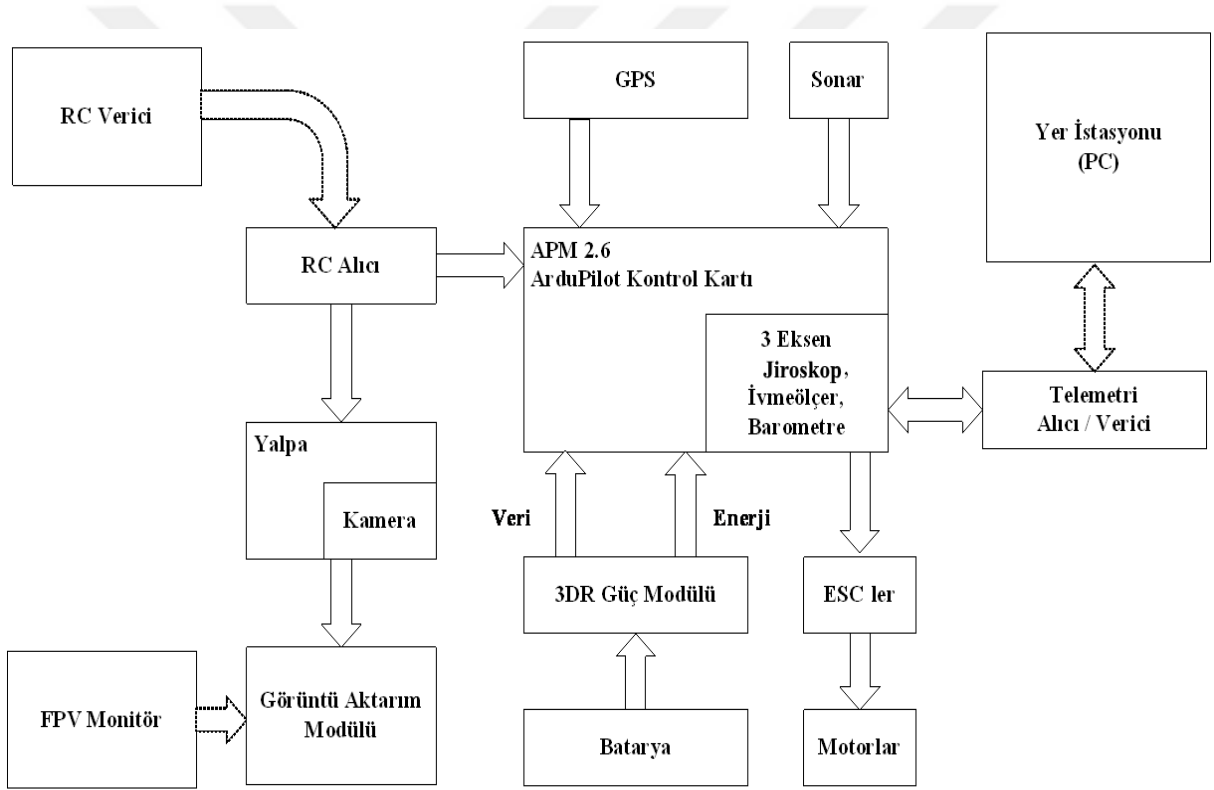 RC Verici
GPS
Sonar
Yer İstasyonu
(PC)
RC Alıcı
APM 2.6
ArduPilot Kontrol Kartı
3 Eksen
Jiroskop,
İvmeölçer,
Barometre
Telemetri
Alıcı / Verici
Yalpa
Kamera
Veri
Enerji
3DR Güç Modülü
ESC ler
FPV Monitör
Görüntü Aktarım
Modülü
Batarya
Motorlar